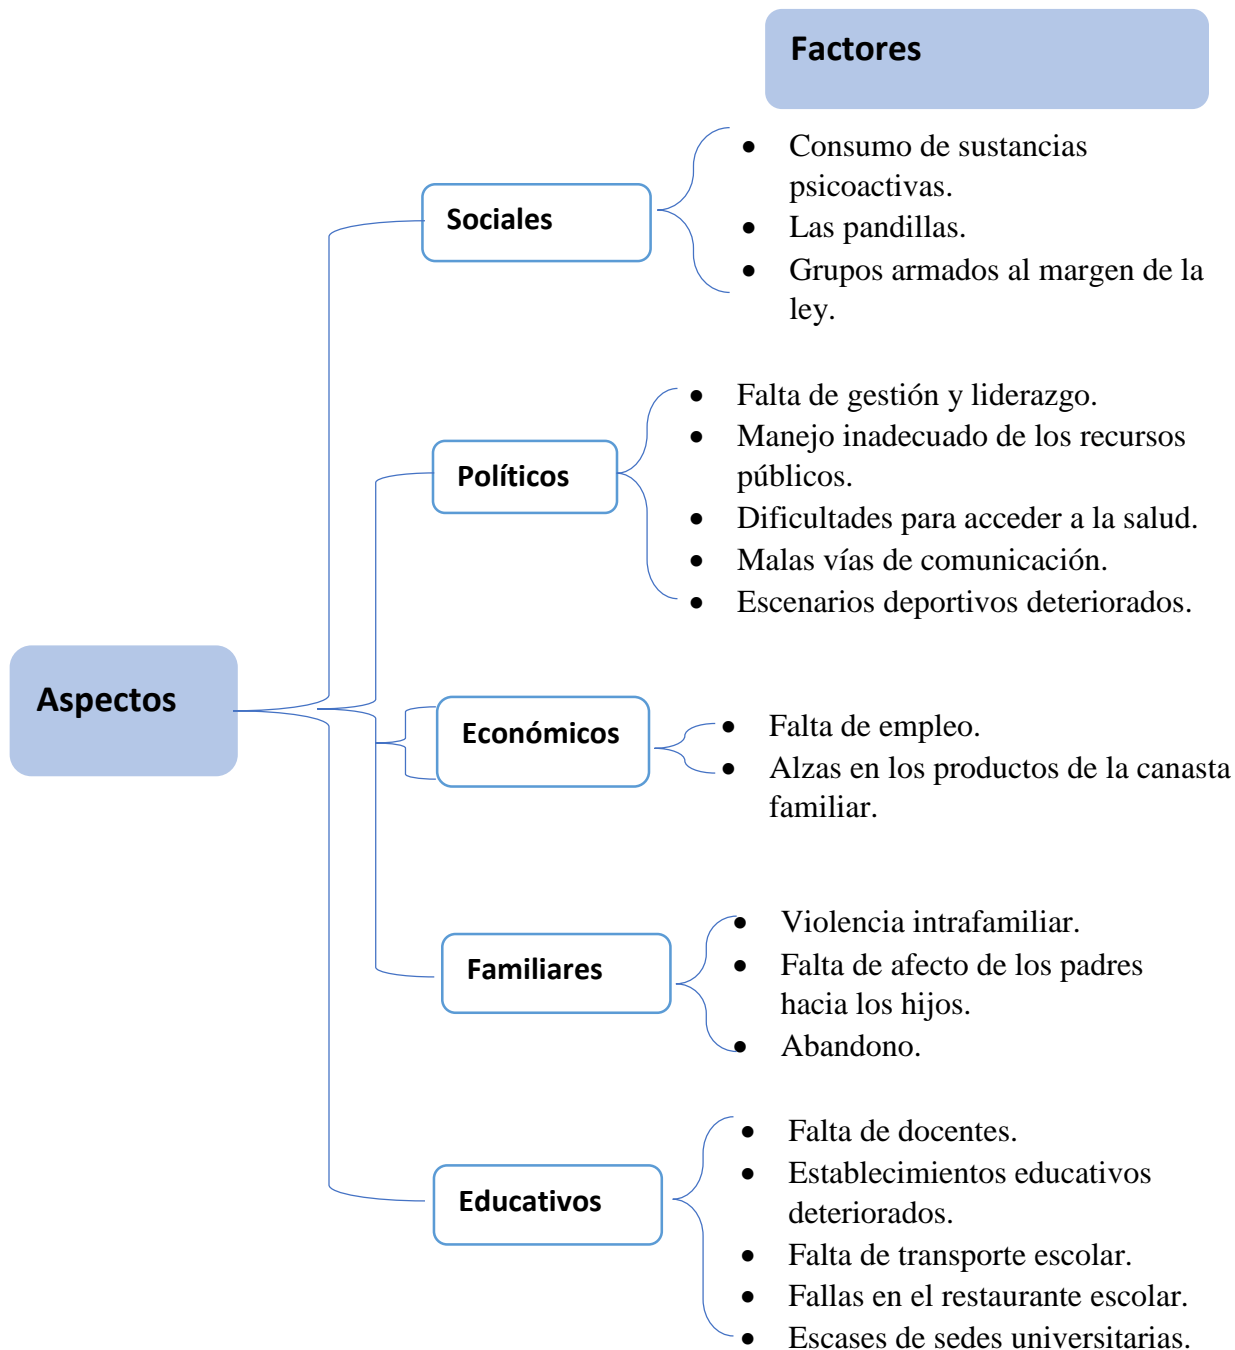 Factores
Sociales
• Consumo de sustancias
psicoactivas.
• Las pandillas.
• Grupos armados al margen de la
ley.
Políticos
• Falta de gestión y liderazgo.
• Manejo inadecuado de los recursos
públicos.
• Dificultades para acceder a la salud.
• Malas vías de comunicación.
• Escenarios deportivos deteriorados.
Aspectos
Económicos
• Falta de empleo.
• Alzas en los productos de la canasta
familiar.
Familiares
• Violencia intrafamiliar.
• Falta de afecto de los padres
hacia los hijos.
• Abandono.
Educativos
• Falta de docentes.
• Establecimientos educativos
deteriorados.
• Falta de transporte escolar.
• Fallas en el restaurante escolar.
• Escases de sedes universitarias.